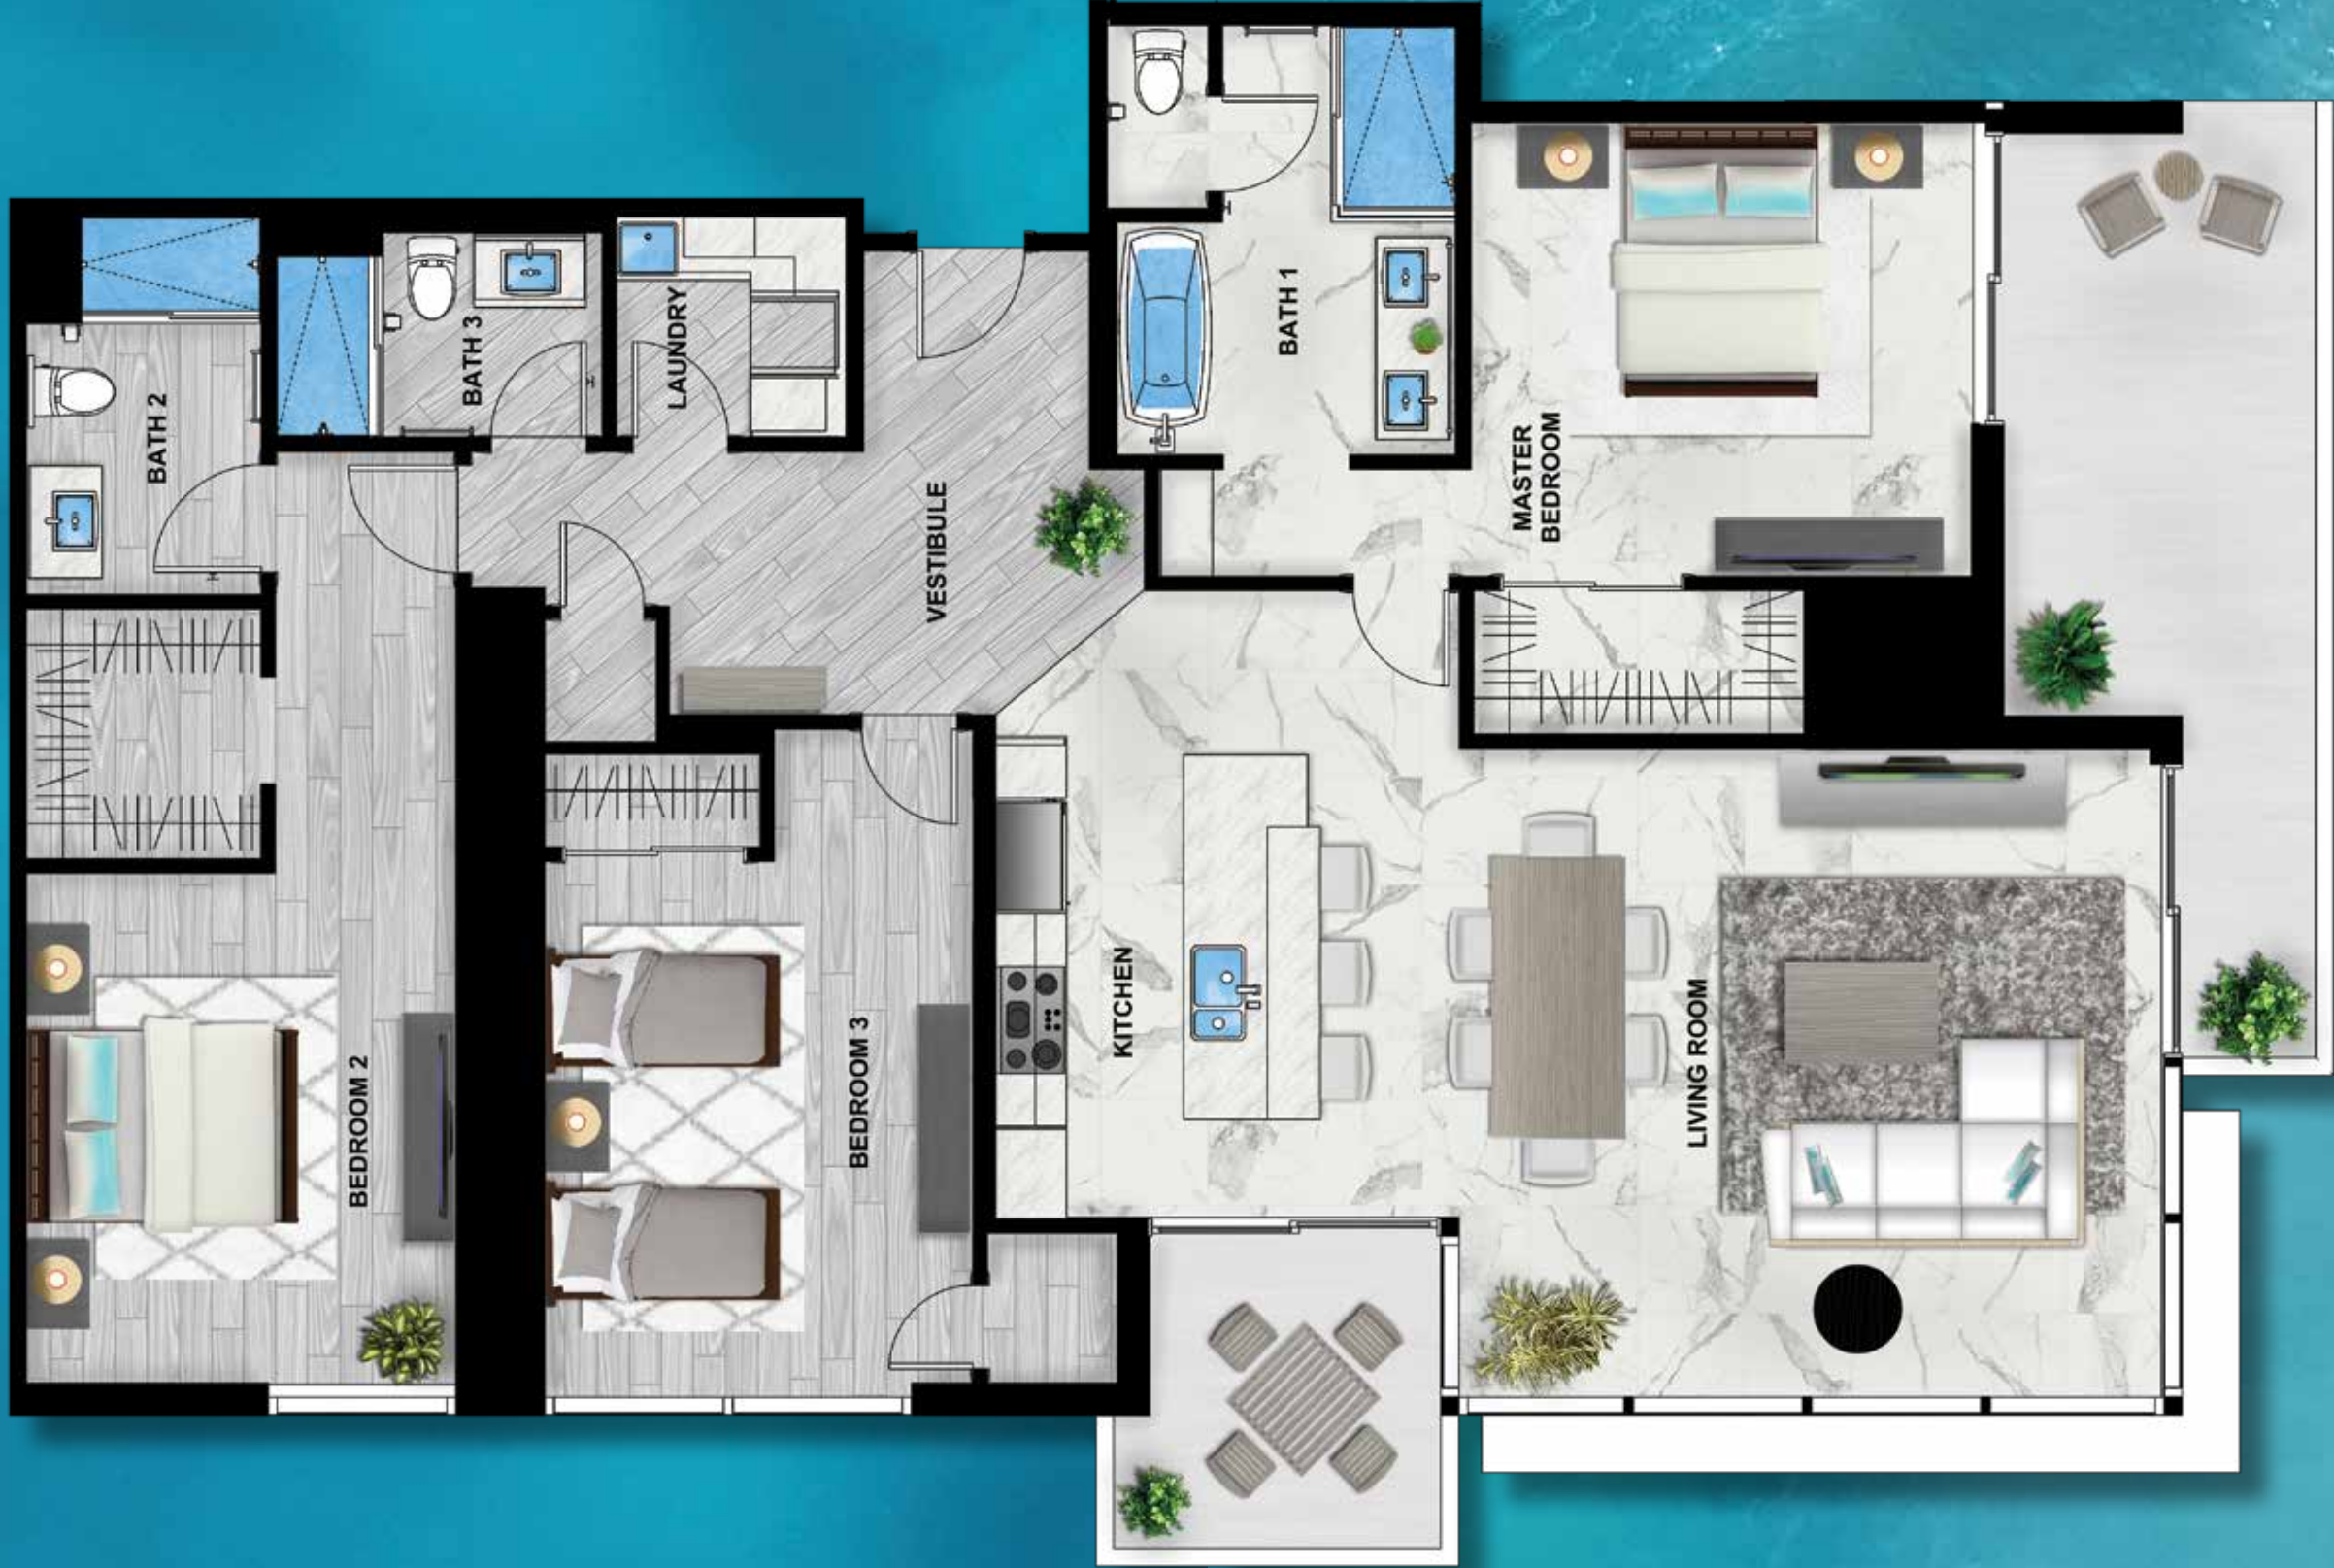 BATH 2
BATH 3
LAUNDRY
VESTIBULE
BATH 1
MASTER
BEDROOM
BEDROOM 2
BEDROOM 3
KITCHEN
LIVING ROOM